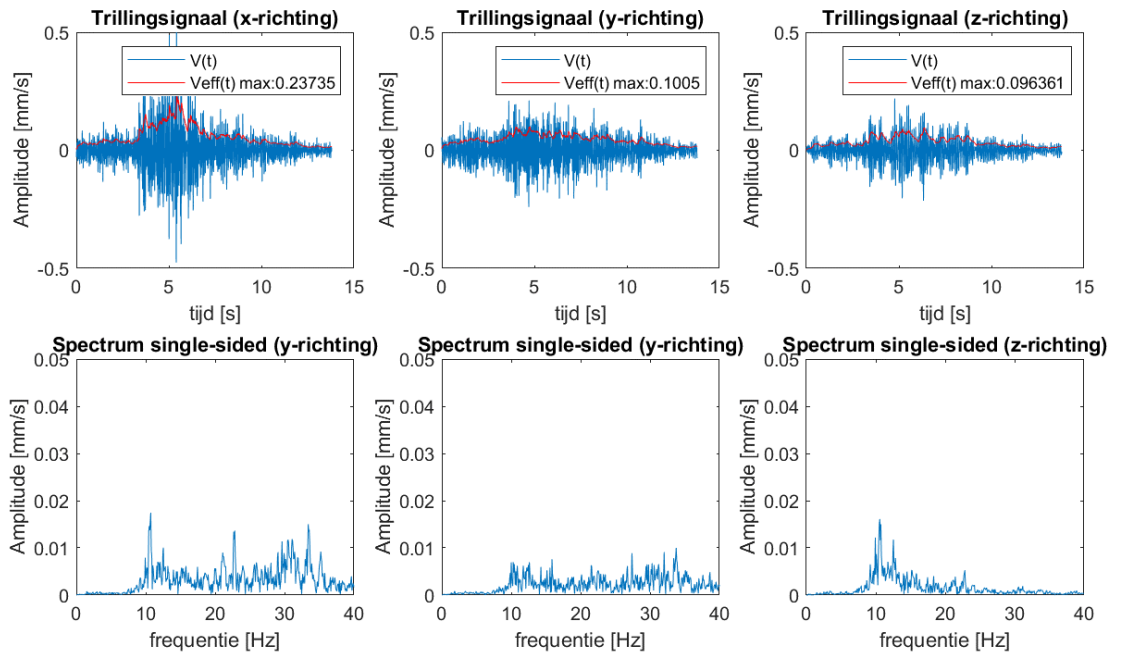 Trillingsignaal (x-richting)
0.5
V(t)
Veff(t) max:0.23735
0
-0.5
Amplitude [mm/s]
0 5 10 15
tijd [s]
Trillingsignaal (y-richting)
0.5
V(t)
Veff(t) max:0.1005
0
-0.5
Amplitude [mm/s]
0 5 10 15
tijd [s]
Trillingsignaal (z-richting)
0.5
V(t)
Veff(t) max:0.096361
0
-0.5
Amplitude [mm/s]
0 5 10 15
tijd [s]
Spectrum single-sided (y-richting)
0.05
0.04
0.03
0.02
0.01
0
Amplitude [mm/s]
0 10 20 30 40
frequentie [Hz]
Spectrum single-sided (y-richting)
0.05
0.04
0.03
0.02
0.01
0
Amplitude [mm/s]
0 10 20 30 40
frequentie [Hz]
Spectrum single-sided (z-richting)
0.05
0.04
0.03
0.02
0.01
0
Amplitude [mm/s]
0 10 20 30 40
frequentie [Hz]